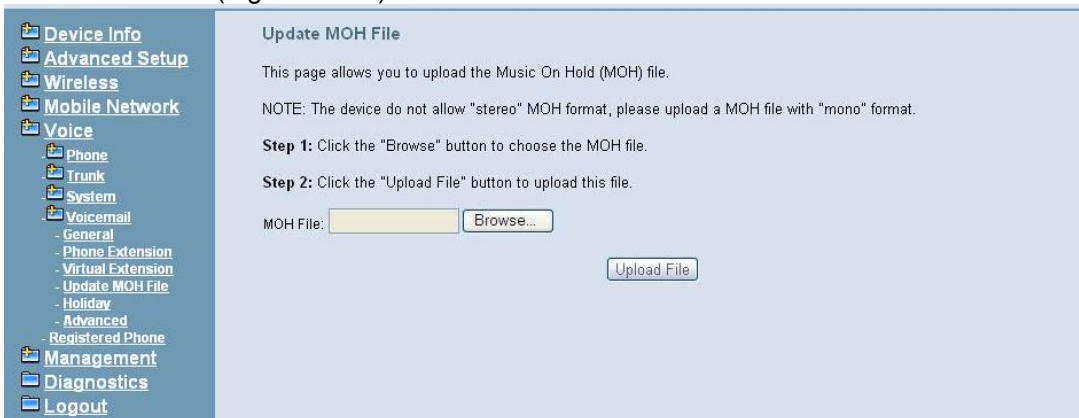 Device Info
Advanced Setup
Wireless
Mobile Network
Voice
Phone
Trunk
System
Voicemail
- General
- Phone Extension
- Virtual Extension
- Update MOH File
- Holiday
- Advanced
- Registered Phone
Management
Diagnostics
Logout
Update MOH File
This page allows you to upload the Music On Hold (MOH) file.
NOTE: The device do not allow "stereo" MOH format, please upload a MOH file with "mono" format.
Step 1: Click the "Browse" button to choose the MOH file.
Step 2: Click the "Upload File" button to upload this file.
MOH File: Browse...
Upload File